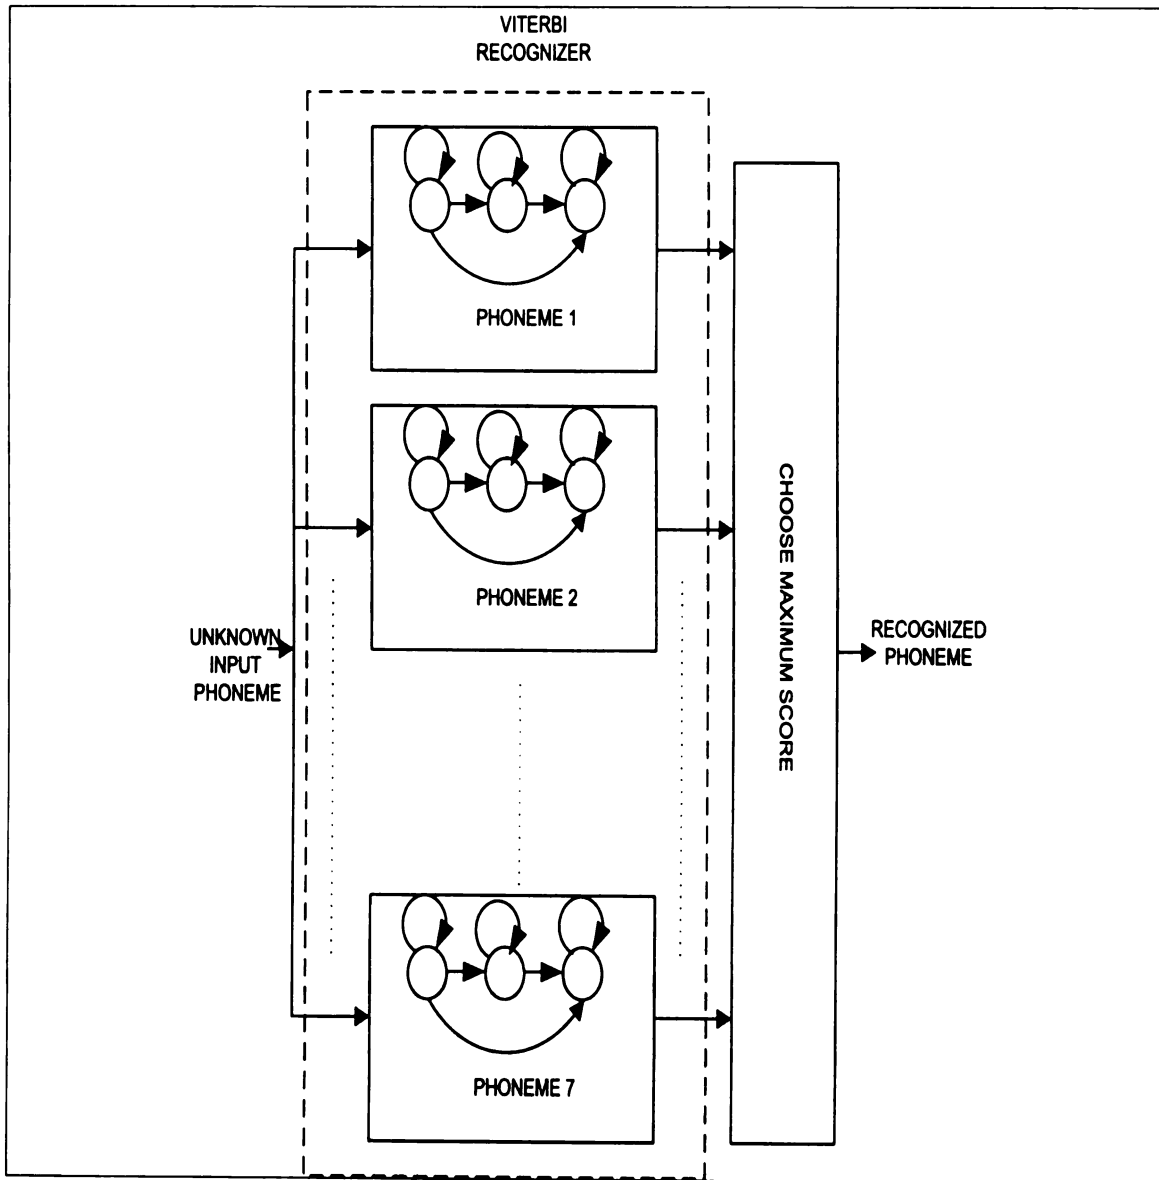 VITERBI
RECOGNIZER
PHONEME 1
PHONEME 2
CHOOSE MAXIMUM SCORE
UNKNOWN
INPUT
PHONEME
RECOGNIZED
PHONEME
PHONEME 7